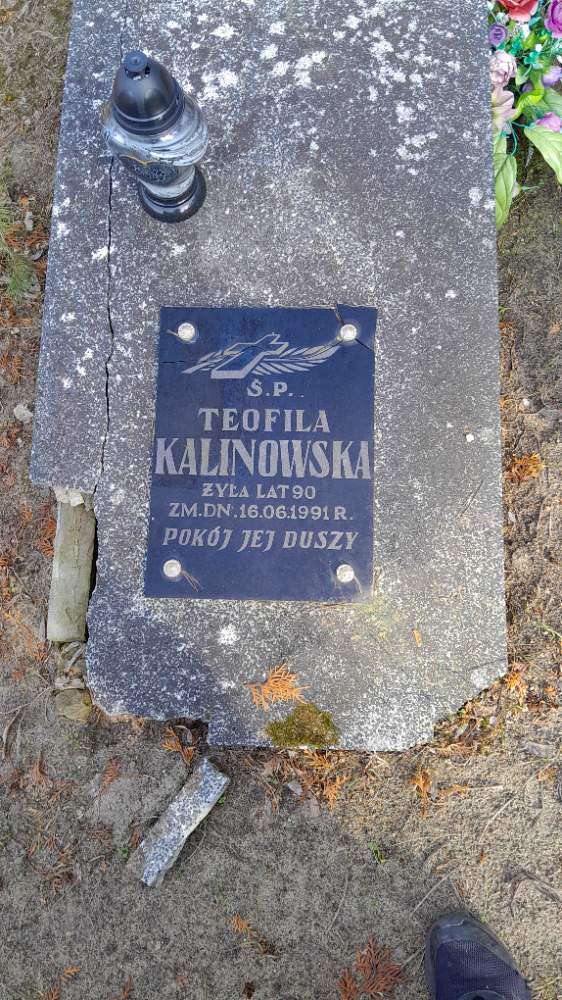 Ś.P.
TEOFILA
KALINOWSKA
ŻYŁA LAT 90
ZM.DN.16.06.1991 R.
POKÓJ JEJ DUSZY